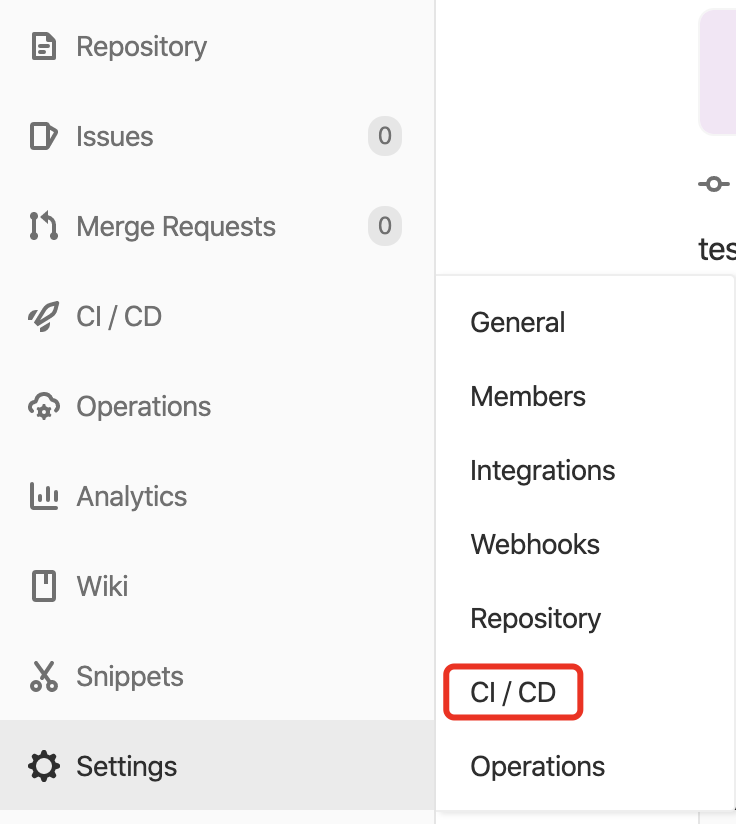 Repository
Issues 0
Merge Requests 0
CI / CD
Operations
Analytics
Wiki
Snippets
Settings
tes
General
Members
Integrations
Webhooks
Repository
CI / CD
Operations